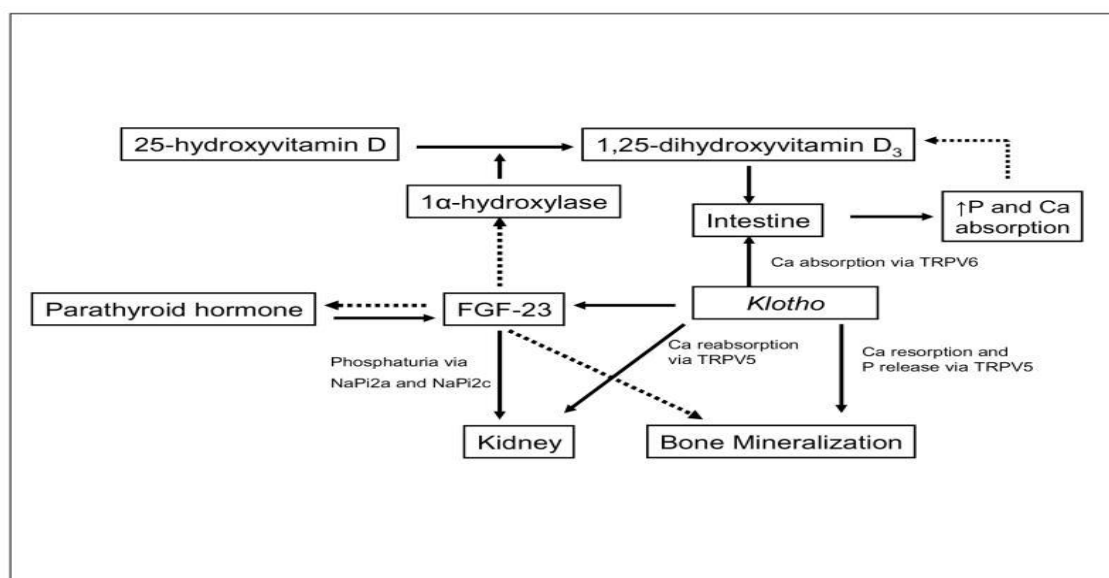 25-hydroxyvitamin D
1,25-dihydroxyvitamin D₃
1α-hydroxylase
Intestine
↑P and Ca
absorption
Ca absorption via TRPV6
Parathyroid hormone
FGF-23
Klotho
Phosphaturia via
NaPi2a and NaPi2c
Ca reabsorption
via TRPV5
Ca resorption and
P release via TRPV5
Kidney
Bone Mineralization